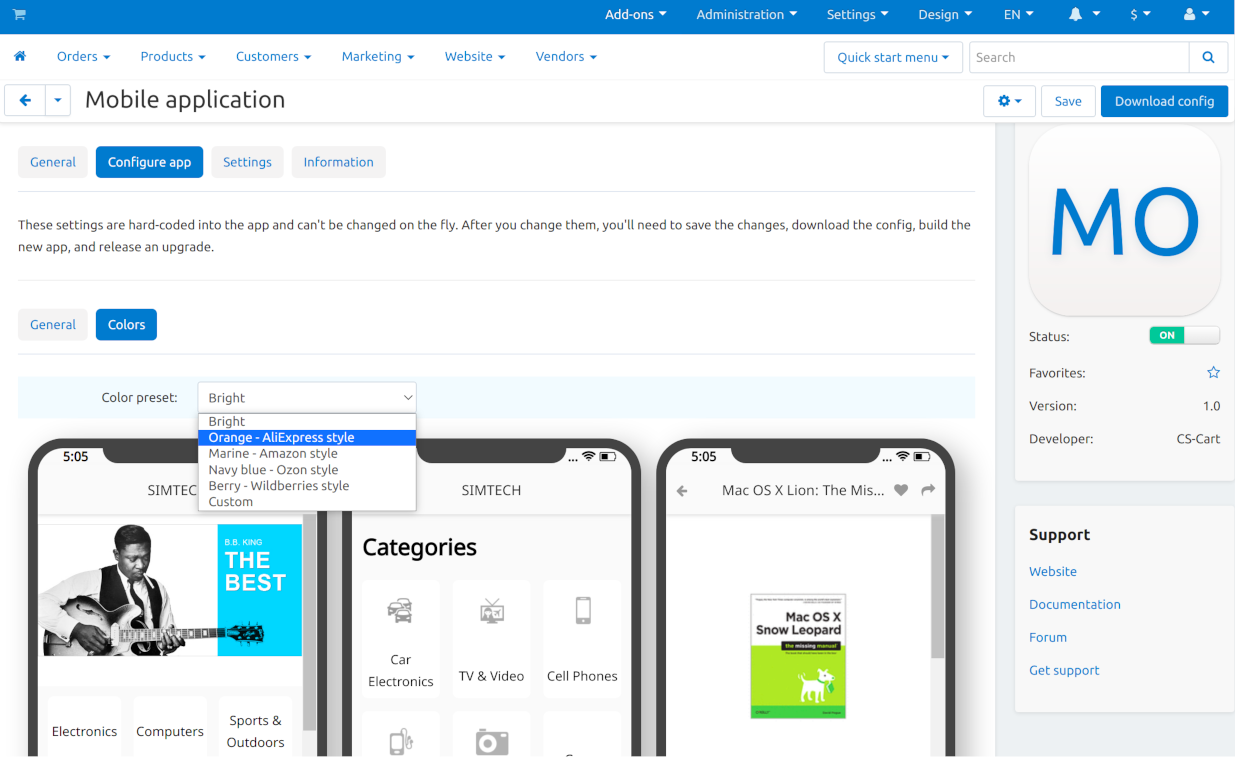 Add-ons Administration Settings Design EN $
Orders Products Customers Marketing Website Vendors Quick start menu Search
Mobile application Save Download config
General Configure app Settings Information
These settings are hard-coded into the app and can't be changed on the fly. After you change them, you'll need to save the changes, download the config, build the
new app, and release an upgrade.
General Colors
Color preset: Bright
Bright
Orange - AliExpress style
Marine - Amazon style
Navy blue - Ozon style
Berry - Wildberries style
Custom
5:05
SIMTEC
B.B. KING
THE
BEST
Electronics Computers Sports &
Outdoors
...
SIMTECH
Categories
Car
Electronics
TV & Video
Cell Phones
5:05 ...
Mac OS X Lion: The Mis...
Mac OS X
Snow Leopard
the missing manual
MO
Status: ON
Favorites:
Version: 1.0
Developer: CS-Cart
Support
Website
Documentation
Forum
Get support